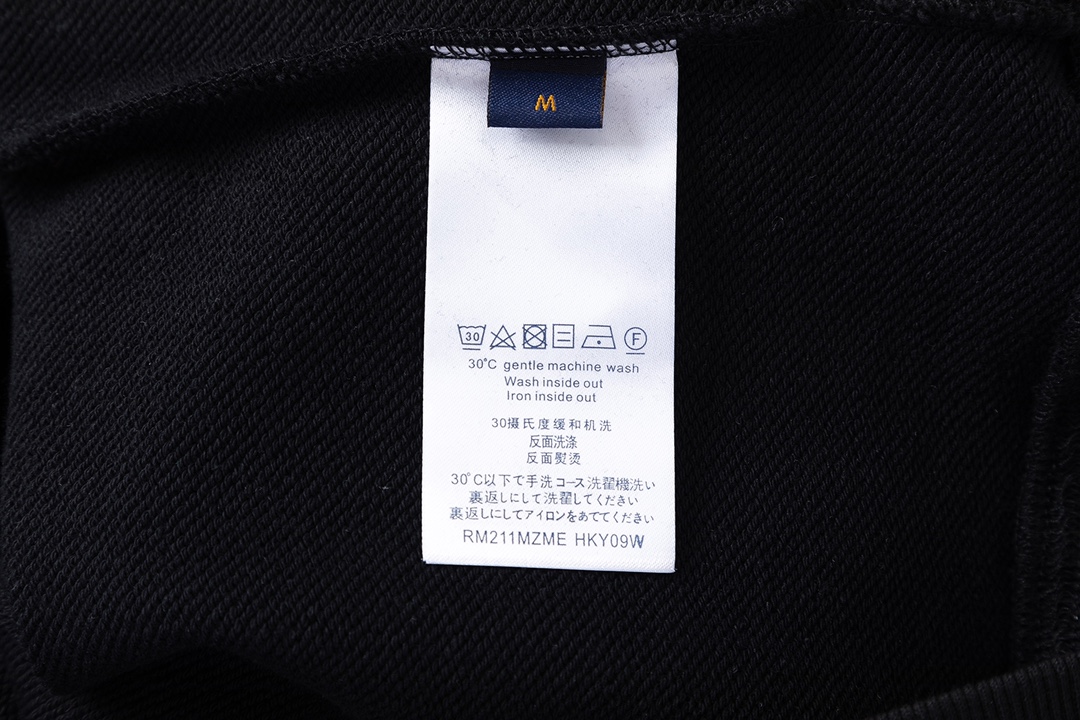 M
30
F
30°C gentle machine wash
Wash inside out
Iron inside out
30摄氏度缓和机洗
反面洗涤
反面熨烫
30°C以下で手洗コース洗濯機洗い
裏返しにして洗濯してください
裏返しにしてアイロンをあててください
RM211MZME HKY09W